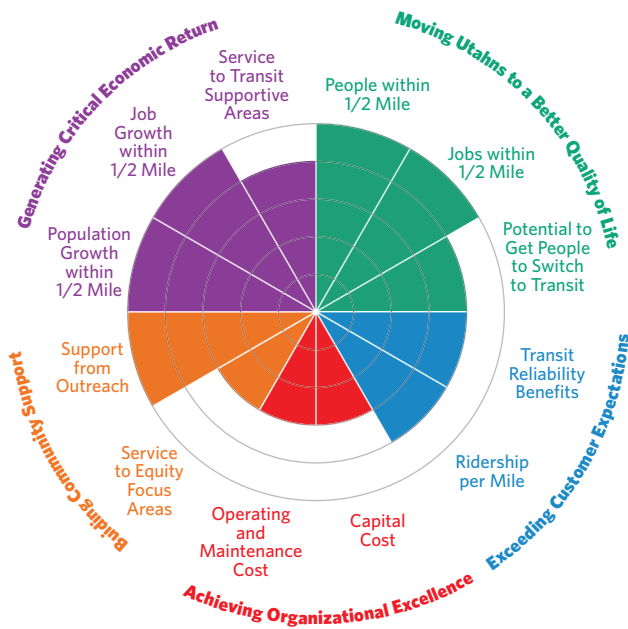 Generating Critical Economic Return
Moving Utahns to a Better Quality of Life
Service
to Transit
Supportive
Areas
People within
1/2 Mile
Job
Growth
within
1/2 Mile
Jobs within
1/2 Mile
Population
Growth
within
1/2 Mile
Potential to
Get People
to Switch
to Transit
Support
from
Outreach
Transit
Reliability
Benefits
Building Community Support
Exceeding Customer Expectations
Service
to Equity
Focus
Areas
Ridership
per Mile
Operating
and
Maintenance
Cost
Capital
Cost
Achieving Organizational Excellence